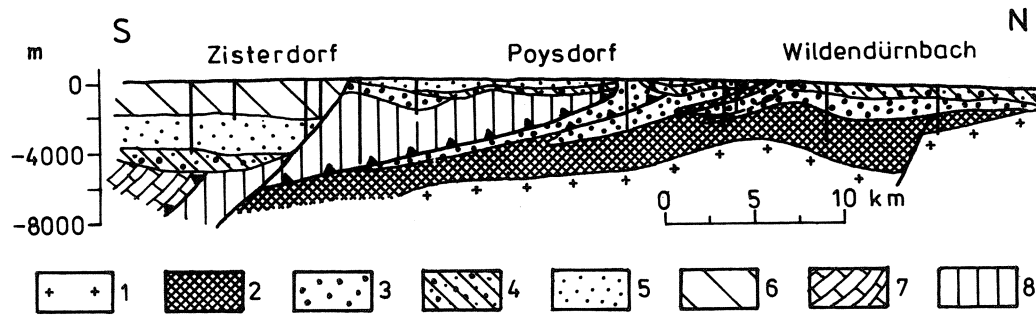 S N
m Zisterdorf Poysdorf Wildendürnbach
0
-4000
0 5 10 km
-8000
1 2 3 4 5 6 7 8